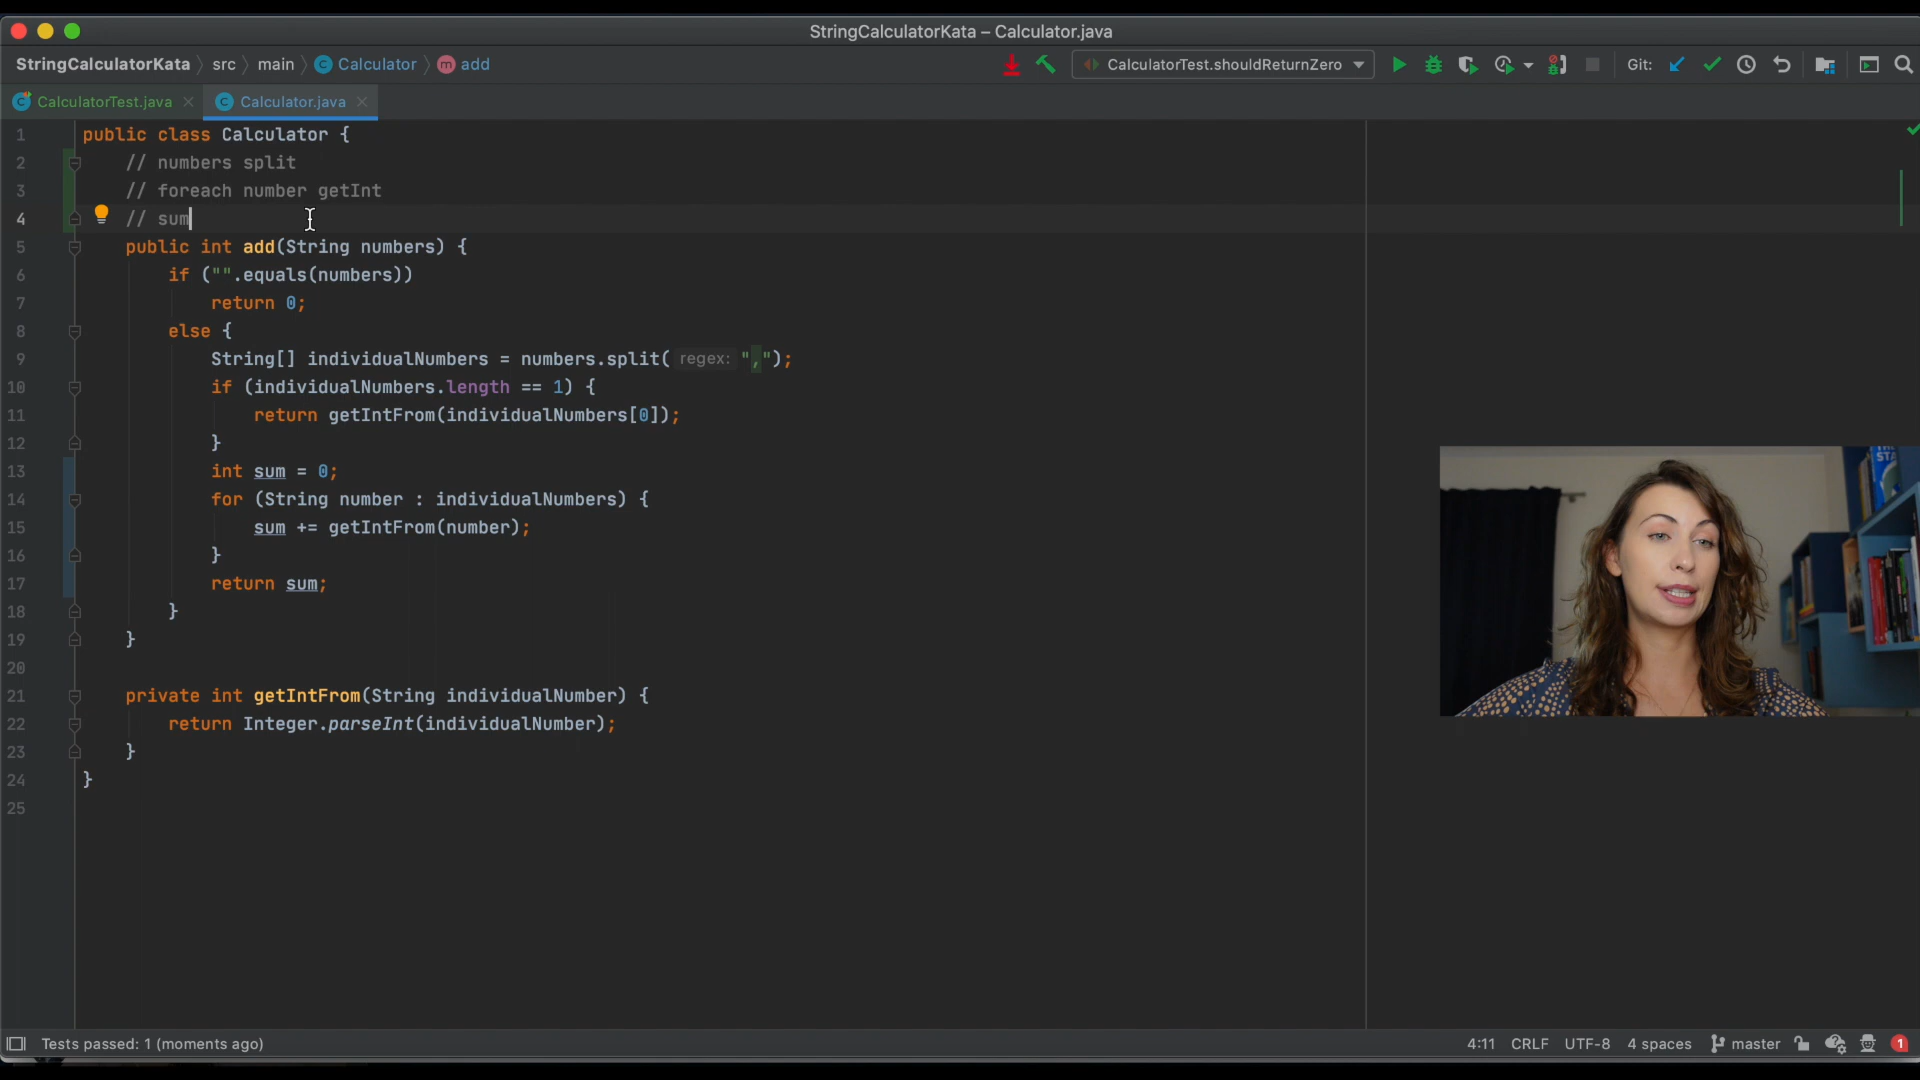 StringCalculatorKata – Calculator.java
StringCalculatorKata src main Calculator add CalculatorTest.shouldReturnZero Git:
CalculatorTest.java Calculator.java
1 public class Calculator {
2 // numbers split
3 // foreach number getInt
4 // sum
5 public int add(String numbers) {
6 if ("".equals(numbers))
7 return 0;
8 else {
9 String[] individualNumbers = numbers.split( regex: ",");
10 if (individualNumbers.length == 1) {
11 return getIntFrom(individualNumbers[0]);
12 }
13 int sum = 0;
14 for (String number : individualNumbers) {
15 sum += getIntFrom(number);
16 }
17 return sum;
18 }
19 }
20
21 private int getIntFrom(String individualNumber) {
22 return Integer.parseInt(individualNumber);
23 }
24 }
25
Tests passed: 1 (moments ago) 4:11 CRLF UTF-8 4 spaces master 1